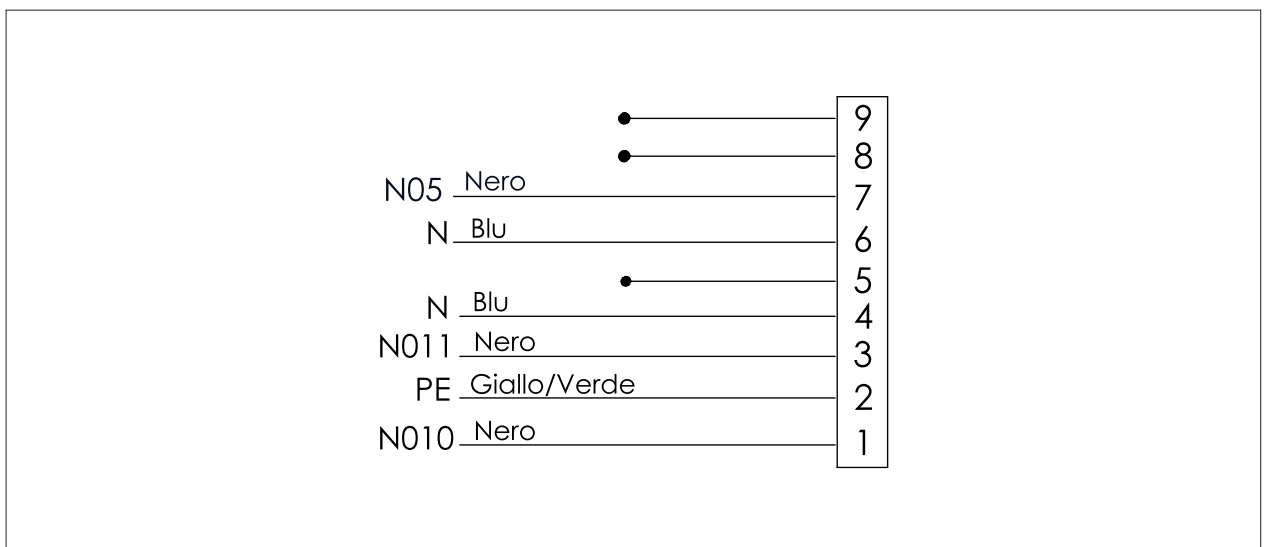 9
8
N05 Nero 7
N Blu 6
5
N Blu 4
N011 Nero 3
PE Giallo/Verde 2
N010 Nero 1